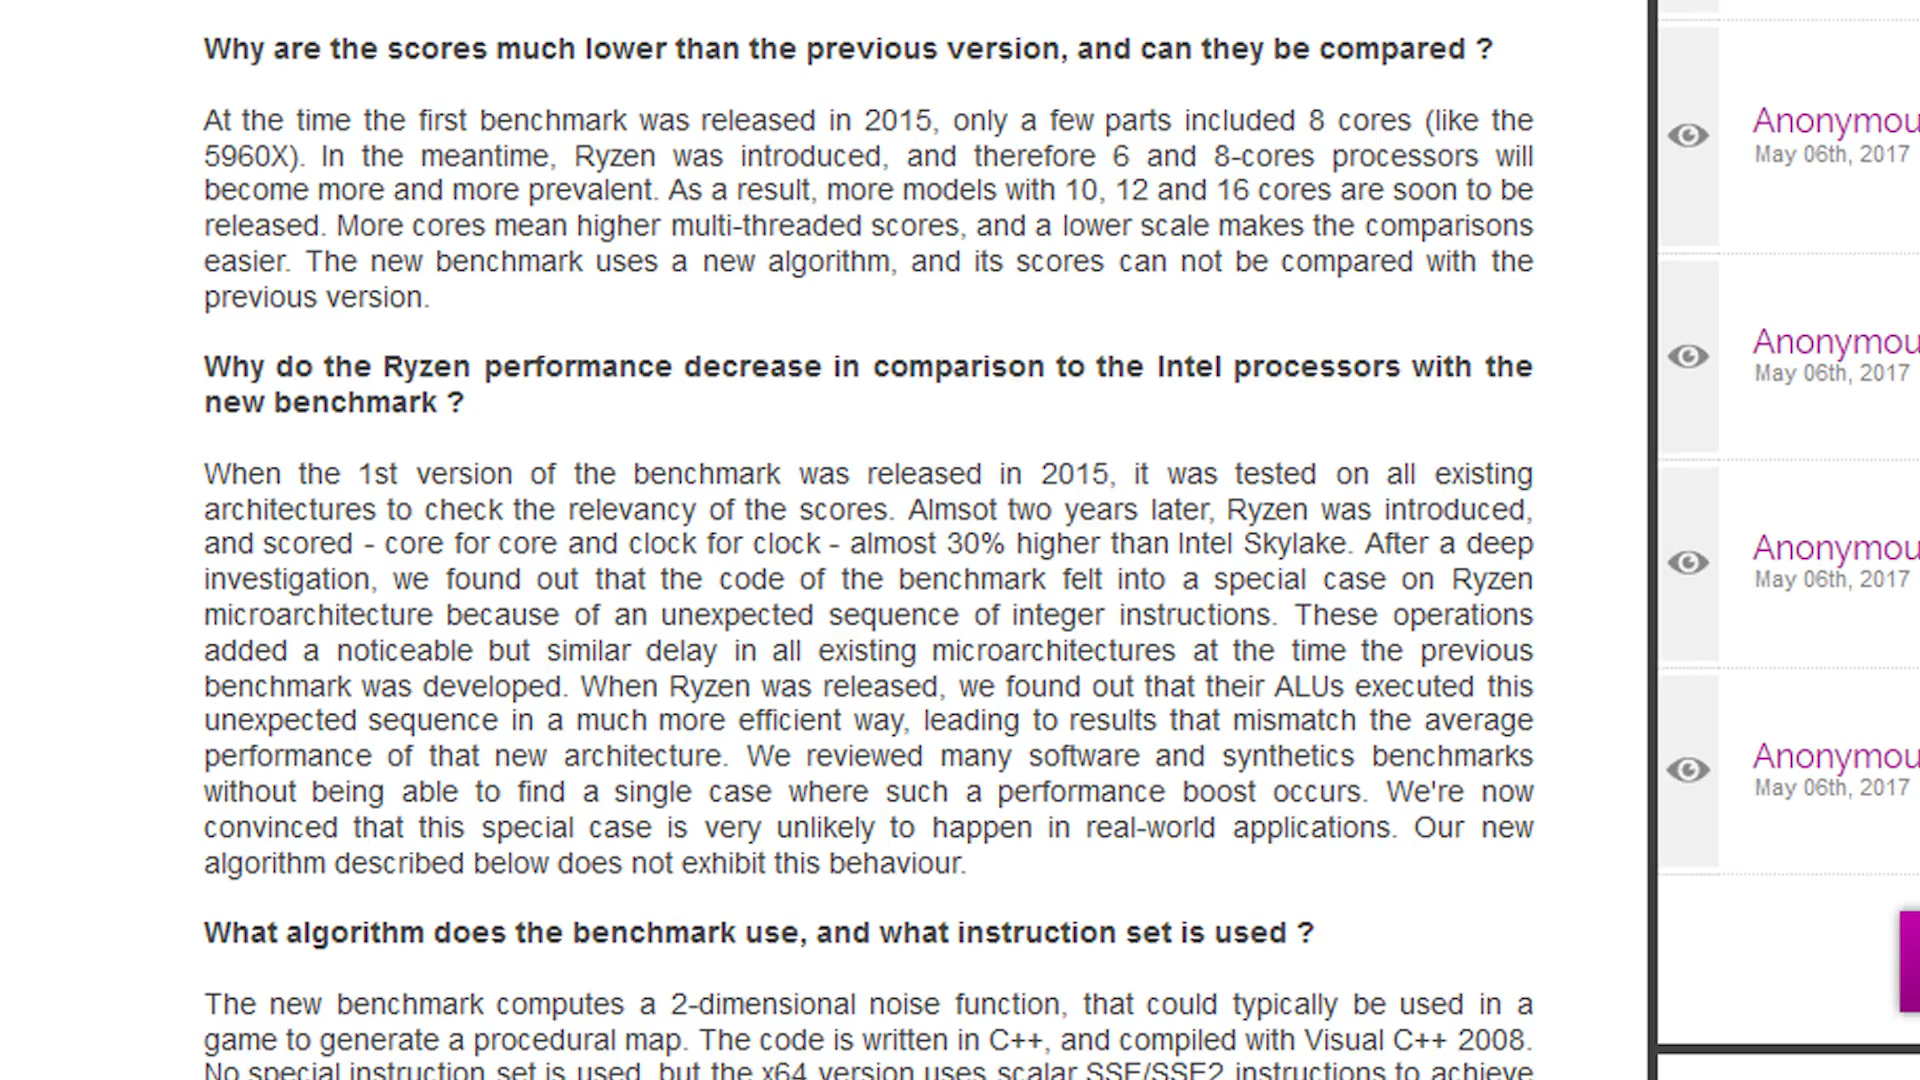 Why are the scores much lower than the previous version, and can they be compared ?
At the time the first benchmark was released in 2015, only a few parts included 8 cores (like the
5960X). In the meantime, Ryzen was introduced, and therefore 6 and 8-cores processors will
become more and more prevalent. As a result, more models with 10, 12 and 16 cores are soon to be
released. More cores mean higher multi-threaded scores, and a lower scale makes the comparisons
easier. The new benchmark uses a new algorithm, and its scores can not be compared with the
previous version.
Why do the Ryzen performance decrease in comparison to the Intel processors with the
new benchmark ?
When the 1st version of the benchmark was released in 2015, it was tested on all existing
architectures to check the relevancy of the scores. Almsot two years later, Ryzen was introduced,
and scored - core for core and clock for clock - almost 30% higher than Intel Skylake. After a deep
investigation, we found out that the code of the benchmark felt into a special case on Ryzen
microarchitecture because of an unexpected sequence of integer instructions. These operations
added a noticeable but similar delay in all existing microarchitectures at the time the previous
benchmark was developed. When Ryzen was released, we found out that their ALUs executed this
unexpected sequence in a much more efficient way, leading to results that mismatch the average
performance of that new architecture. We reviewed many software and synthetics benchmarks
without being able to find a single case where such a performance boost occurs. We're now
convinced that this special case is very unlikely to happen in real-world applications. Our new
algorithm described below does not exhibit this behaviour.
What algorithm does the benchmark use, and what instruction set is used ?
The new benchmark computes a 2-dimensional noise function, that could typically be used in a
game to generate a procedural map. The code is written in C++, and compiled with Visual C++ 2008.
No special instruction set is used, but the x64 version uses scalar SSE/SSE2 instructions to achieve
Anonymou
May 06th, 2017
Anonymou
May 06th, 2017
Anonymou
May 06th, 2017
Anonymou
May 06th, 2017